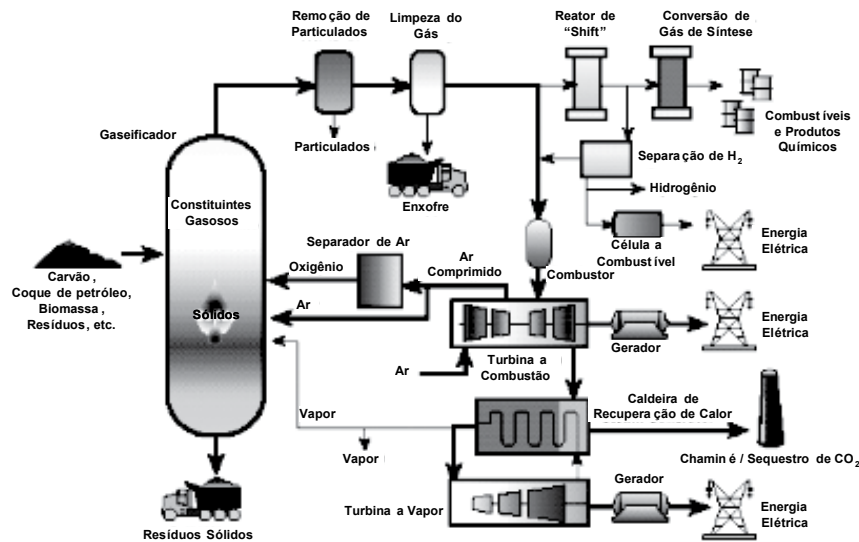 Remoção de
Particulados
Limpeza do
Gás
Reator de
“Shift”
Conversão de
Gás de Síntese
Gaseificador
Particulados
Enxofre
Combustíveis
e Produtos
Químicos
Separação de H2
Hidrogênio
Célula a
Combustível
Energia
Elétrica
Constituintes
Gasosos
Separador de Ar
Oxigênio
Ar
Comprimido
Combustor
Carvão,
Coque de petróleo,
Biomassa,
Resíduos, etc.
Sólidos
Ar
Ar
Turbina a
Combustão
Gerador
Energia
Elétrica
Vapor
Vapor
Caldeira de
Recuperação de Calor
Chaminé / Sequestro de CO2
Turbina a Vapor
Gerador
Energia
Elétrica
Resíduos Sólidos